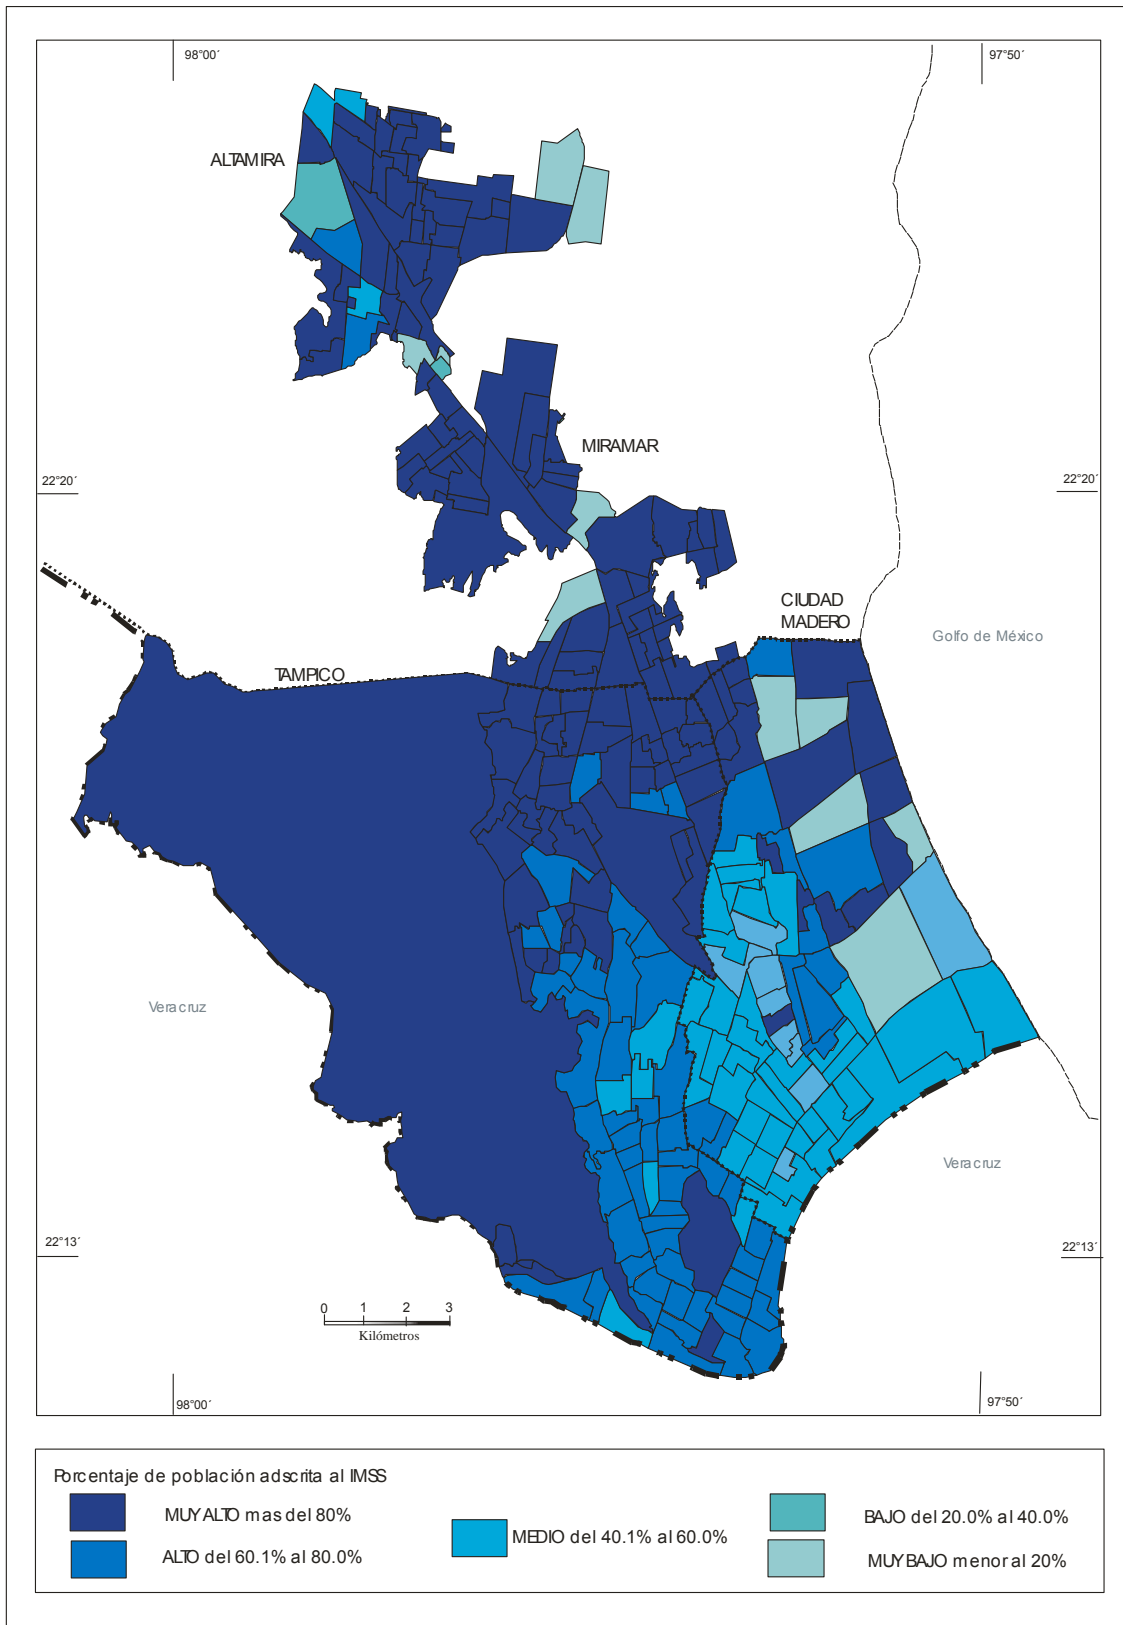 98°00´
97°50´
ALTAMIRA
MIRAMAR
22°20´
22°20´
CIUDAD
MADERO
Golfo de México
TAMPICO
Veracruz
Veracruz
22°13´
22°13´
0 1 2 3
Kilómetros
98°00´
97°50´
Porcentaje de población adscrita al IMSS
MUY ALTO mas del 80%
ALTO del 60.1% al 80.0%
MEDIO del 40.1% al 60.0%
BAJO del 20.0% al 40.0%
MUY BAJO menor al 20%